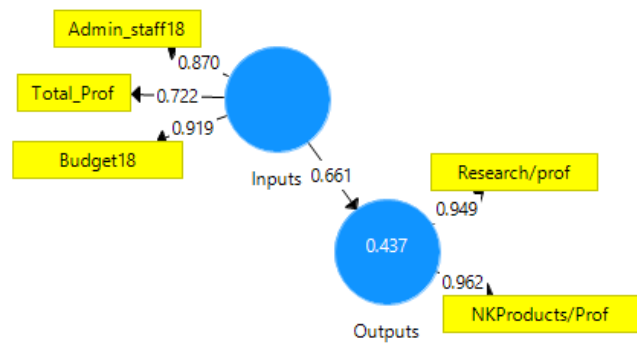 Admin_staff18
0.870
Total_Prof
0.722
0.919
Budget18
Inputs
0.661
Research/prof
0.949
0.437
0.962
NKProducts/Prof
Outputs